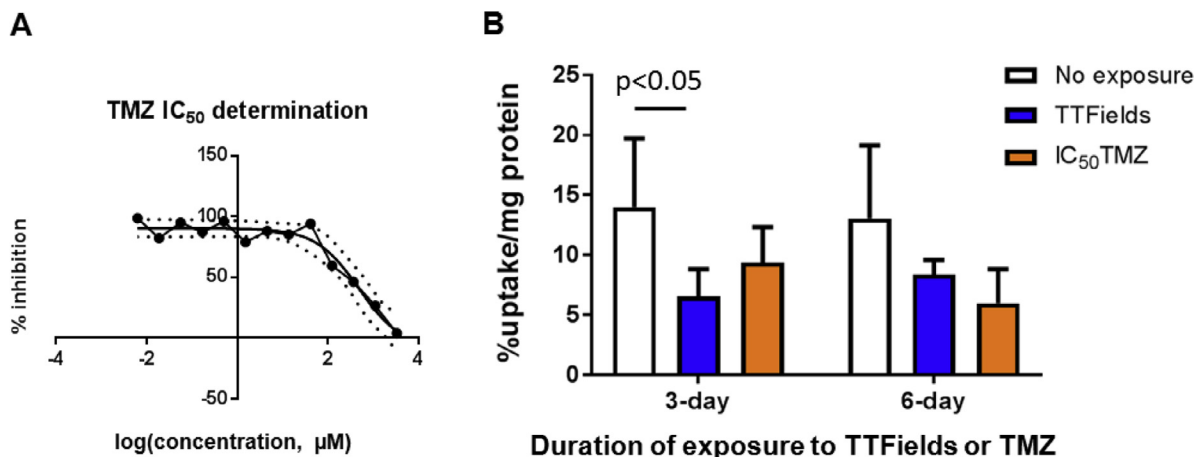 A
TMZ IC50 determination
150
100
50
-50
-4
-2
2
4
% inhibition
log(concentration, µM)
B
25
20
15
10
5
0
%uptake/mg protein
p<0.05
No exposure
TTFields
IC50TMZ
3-day
6-day
Duration of exposure to TTFields or TMZ